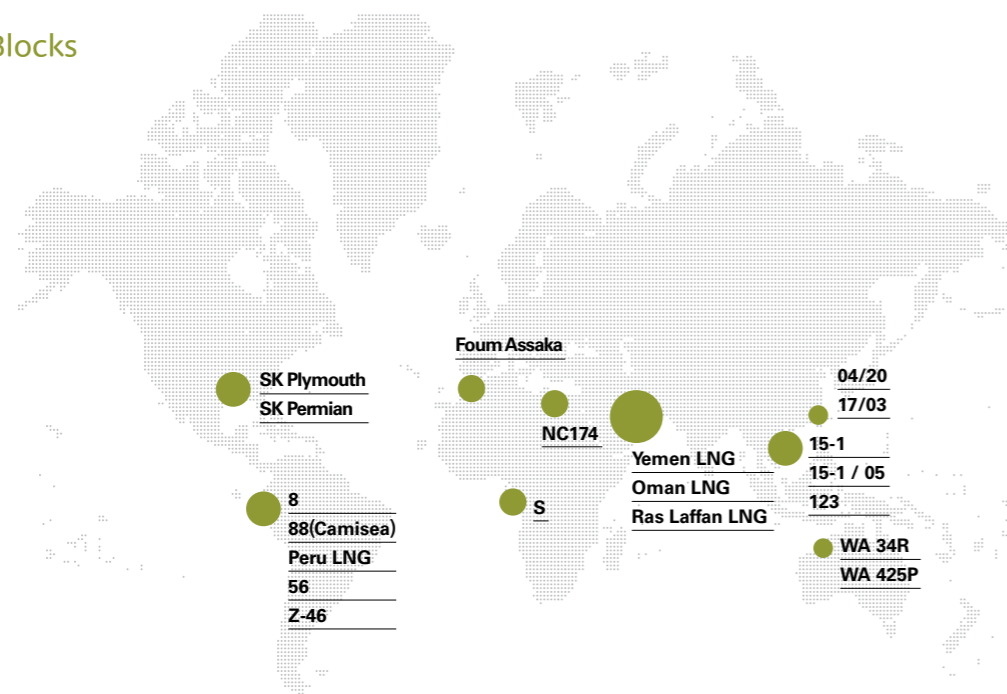 Blocks
Foum Assaka
SK Plymouth
SK Permian
NC174
04/20
17/03
Yemen LNG
Oman LNG
Ras Laffan LNG
15-1
15-1 / 05
123
8
88(Camisea)
Peru LNG
56
Z-46
S
WA 34R
WA 425P